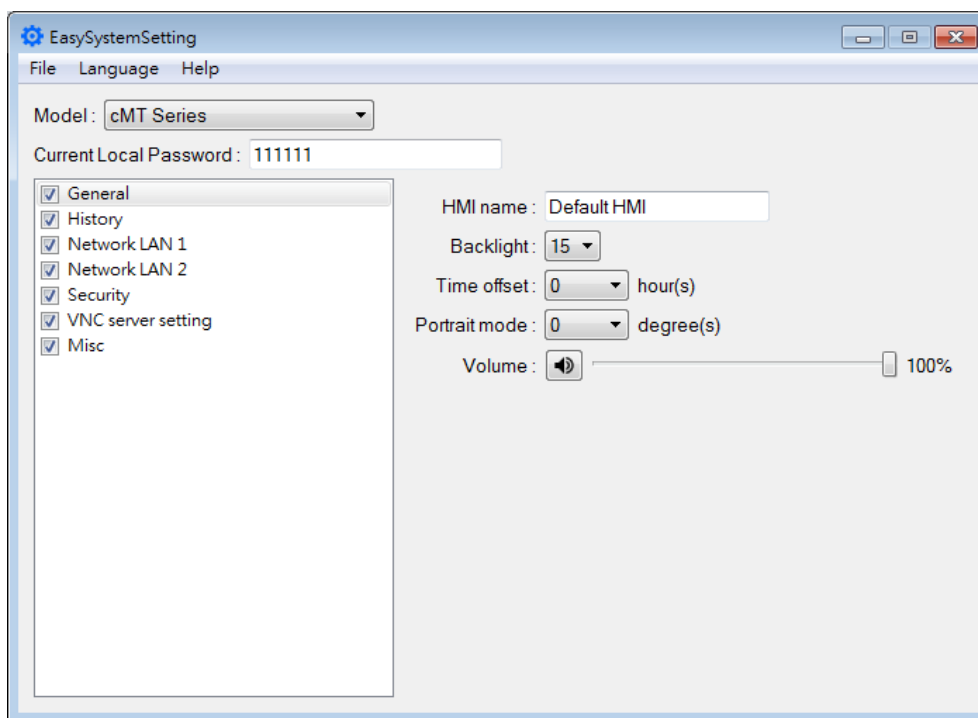 EasySystemSetting
File Language Help
Model : cMT Series
Current Local Password : 111111
General
History
Network LAN 1
Network LAN 2
Security
VNC server setting
Misc
HMI name : Default HMI
Backlight : 15
Time offset : 0 hour(s)
Portrait mode : 0 degree(s)
Volume : 100%